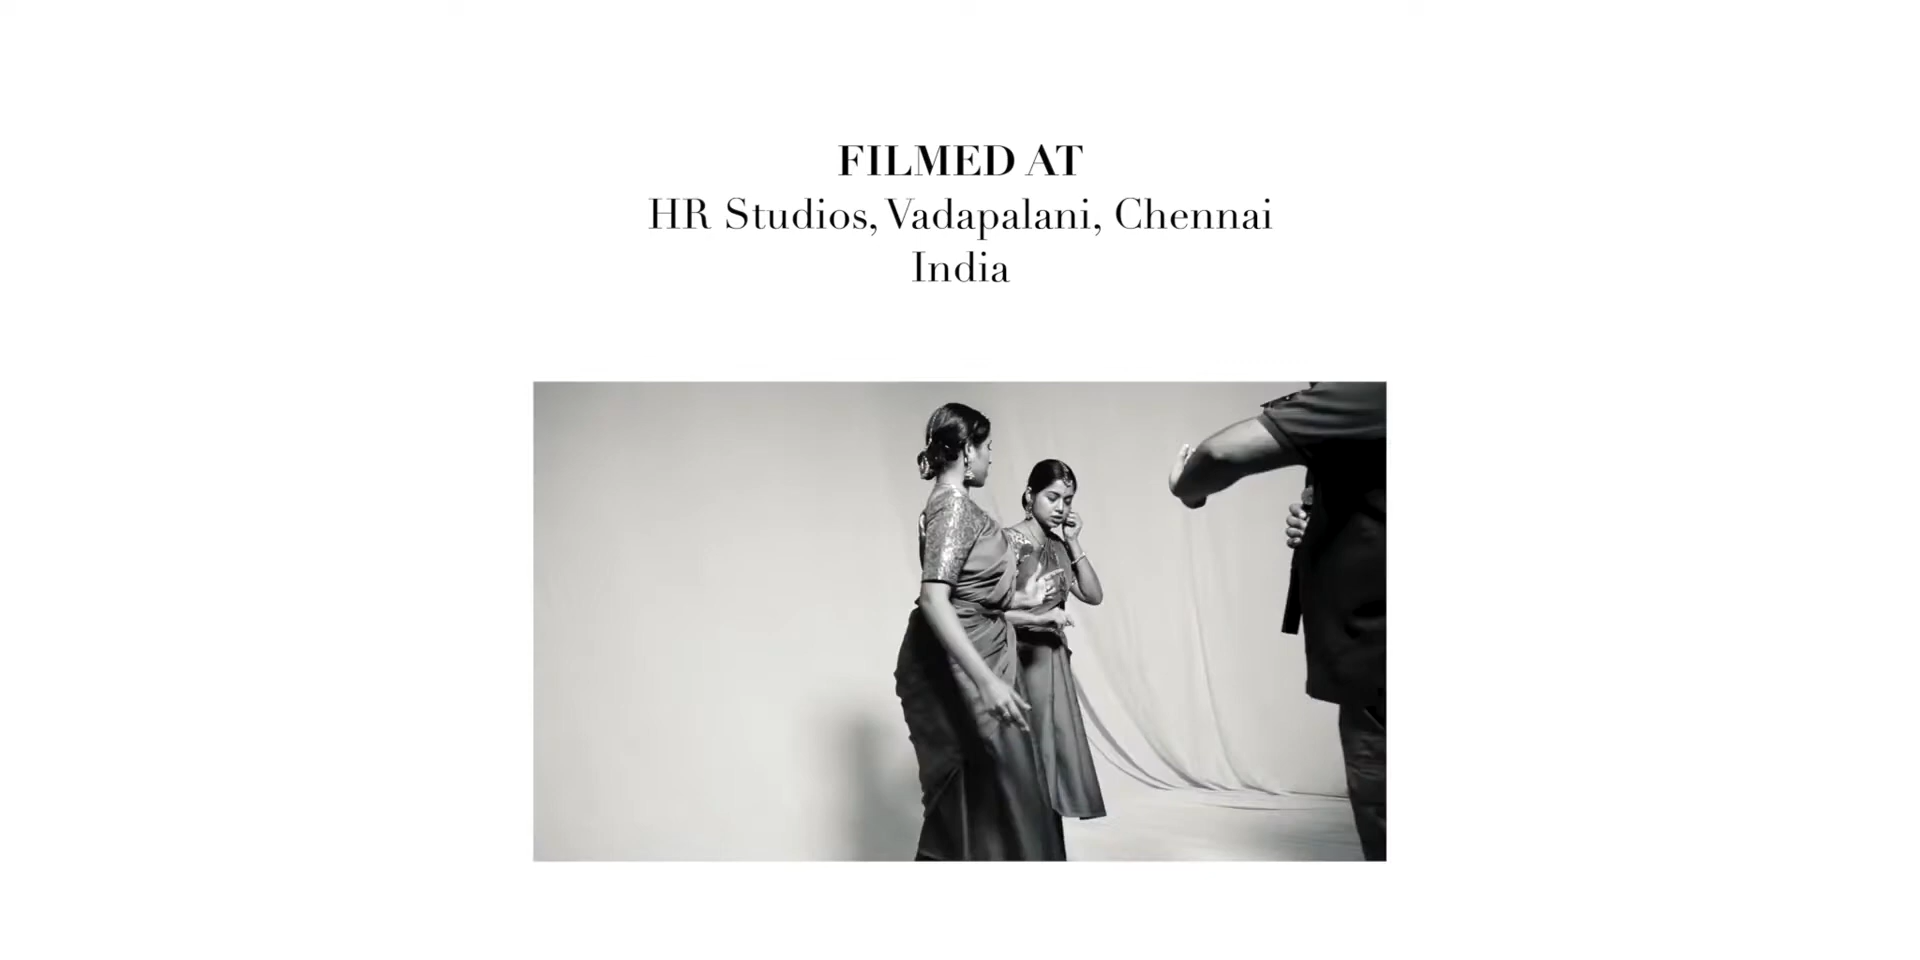 FILMED AT
HR Studios, Vadapalani, Chennai
India